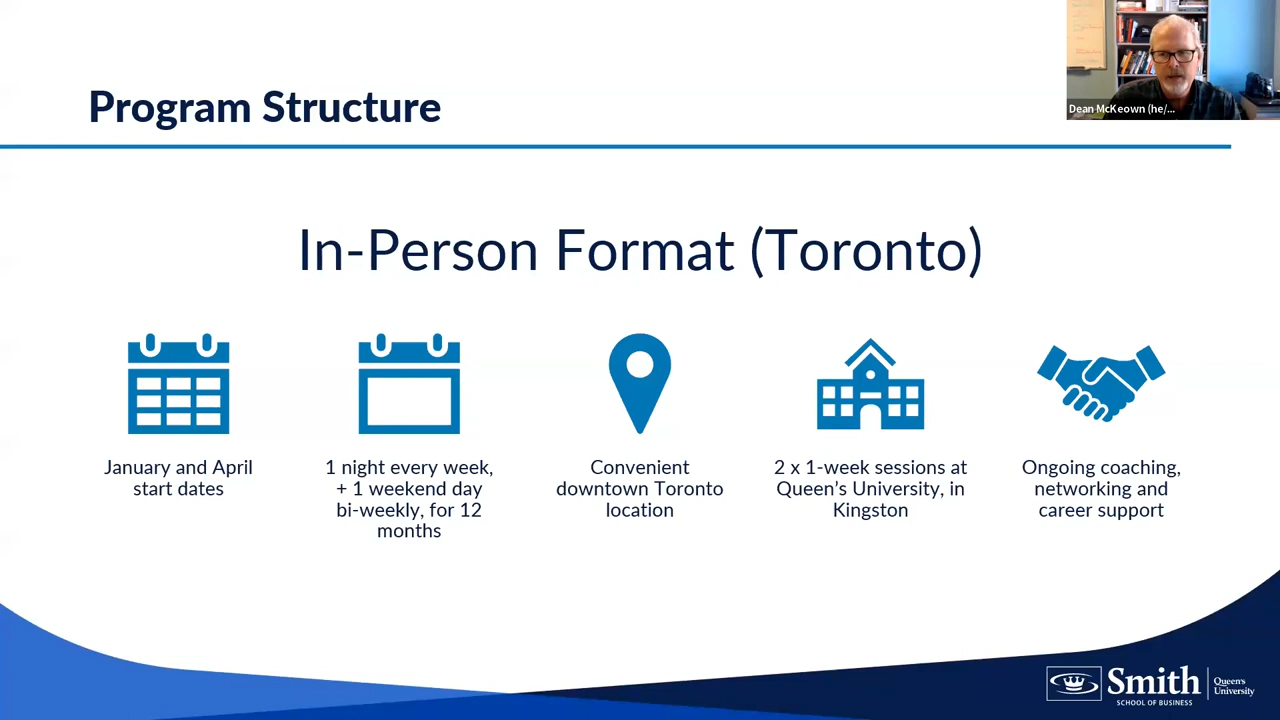 Program Structure
Dean McKeown (he/...
In-Person Format (Toronto)
January and April
start dates
1 night every week,
+ 1 weekend day
bi-weekly, for 12
months
Convenient
downtown Toronto
location
2 x 1-week sessions at
Queen’s University, in
Kingston
Ongoing coaching,
networking and
career support
Smith
SCHOOL OF BUSINESS
Queen's
University